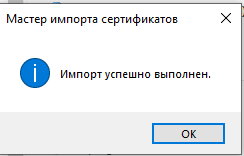 Мастер импорта сертификатов
Импорт успешно выполнен.
OK